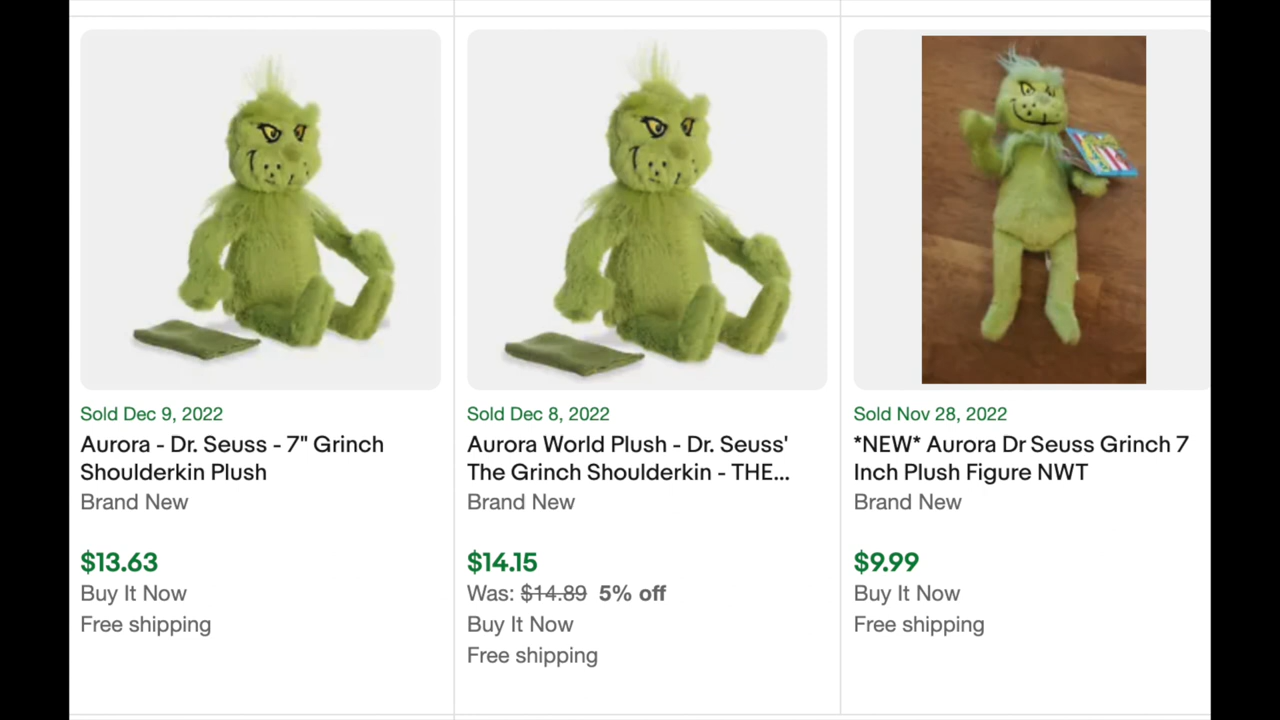 Sold Dec 9, 2022
Aurora - Dr. Seuss - 7" Grinch
Shoulderkin Plush
Brand New
$13.63
Buy It Now
Free shipping
Sold Dec 8, 2022
Aurora World Plush - Dr. Seuss'
The Grinch Shoulderkin - THE...
Brand New
$14.15
Was: $14.89 5% off
Buy It Now
Free shipping
Sold Nov 28, 2022
*NEW* Aurora Dr Seuss Grinch 7
Inch Plush Figure NWT
Brand New
$9.99
Buy It Now
Free shipping